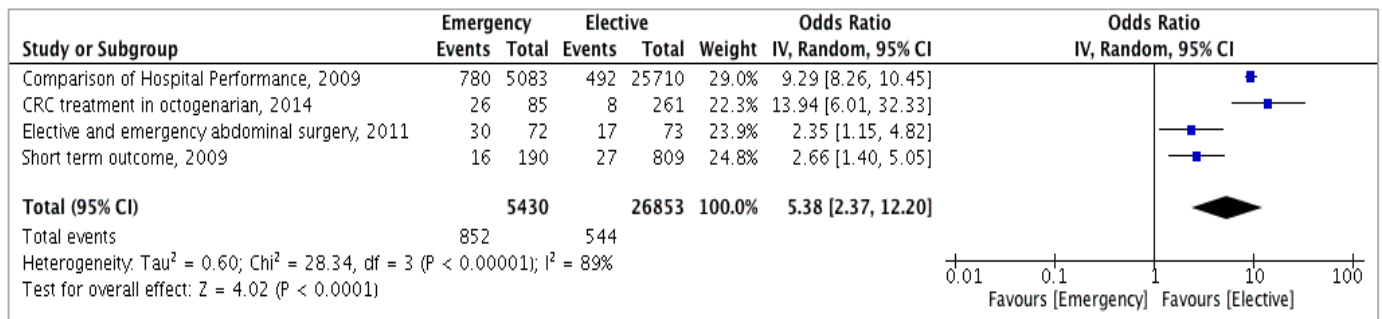 Emergency Elective Odds Ratio Odds Ratio
Study or Subgroup Events Total Events Total Weight IV, Random, 95% CI IV, Random, 95% CI
Comparison of Hospital Performance, 2009 780 5083 492 25710 29.0% 9.29 [8.26, 10.45]
CRC treatment in octogenarian, 2014 26 85 8 261 22.3% 13.94 [6.01, 32.33]
Elective and emergency abdominal surgery, 2011 30 72 17 73 23.9% 2.35 [1.15, 4.82]
Short term outcome, 2009 16 190 27 809 24.8% 2.66 [1.40, 5.05]
Total (95% CI) 5430 26853 100.0% 5.38 [2.37, 12.20]
Total events 852 544
Heterogeneity: Tau² = 0.60; Chi² = 28.34, df = 3 (P < 0.00001); I² = 89%
Test for overall effect: Z = 4.02 (P < 0.0001)
0.01 0.1 1 10 100
Favours [Emergency] Favours [Elective]